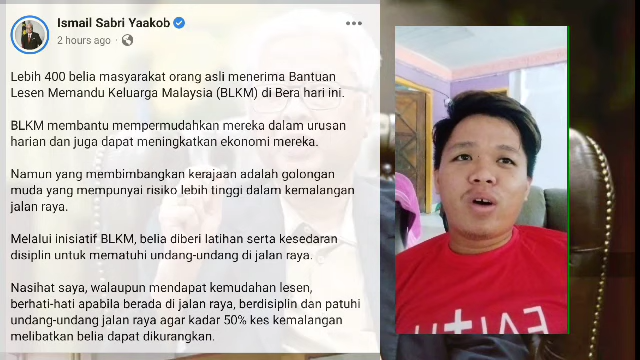 Ismail Sabri Yaakob
2 hours ago
Lebih 400 belia masyarakat orang asli menerima Bantuan
Lesen Memandu Keluarga Malaysia (BLKM) di Bera hari ini.
BLKM membantu mempermudahkan mereka dalam urusan
harian dan juga dapat meningkatkan ekonomi mereka.
Namun yang membimbangkan kerajaan adalah golongan
muda yang mempunyai risiko lebih tinggi dalam kemalangan
jalan raya.
Melalui inisiatif BLKM, belia diberi latihan serta kesedaran
disiplin untuk mematuhi undang-undang di jalan raya.
Nasihat saya, walaupun mendapat kemudahan lesen,
berhati-hati apabila berada di jalan raya, berdisiplin dan patuhi
undang-undang jalan raya agar kadar 50% kes kemalangan
melibatkan belia dapat dikurangkan.